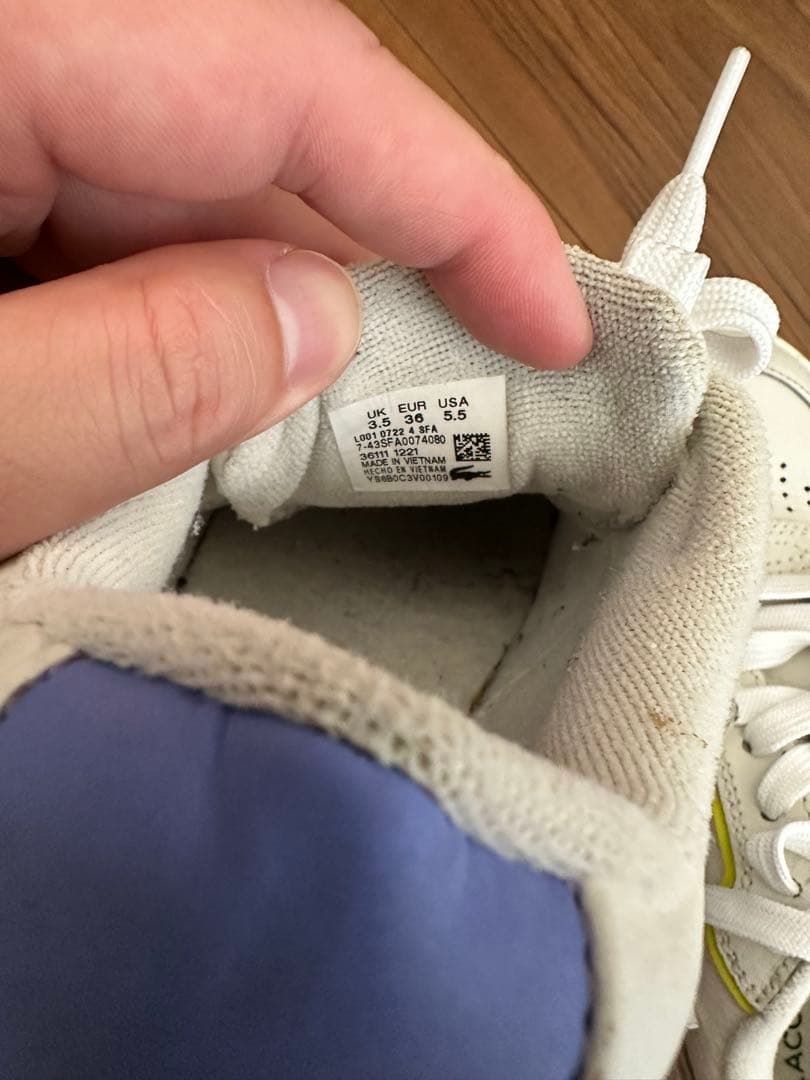 UK EUR USA
3.5 36 5.5
L001 0722 4 SFA
7-43SFA0074080
36111 1221
MADE IN VIETNAM
HECHO EN VIETNAM
YS6B0C3V00109